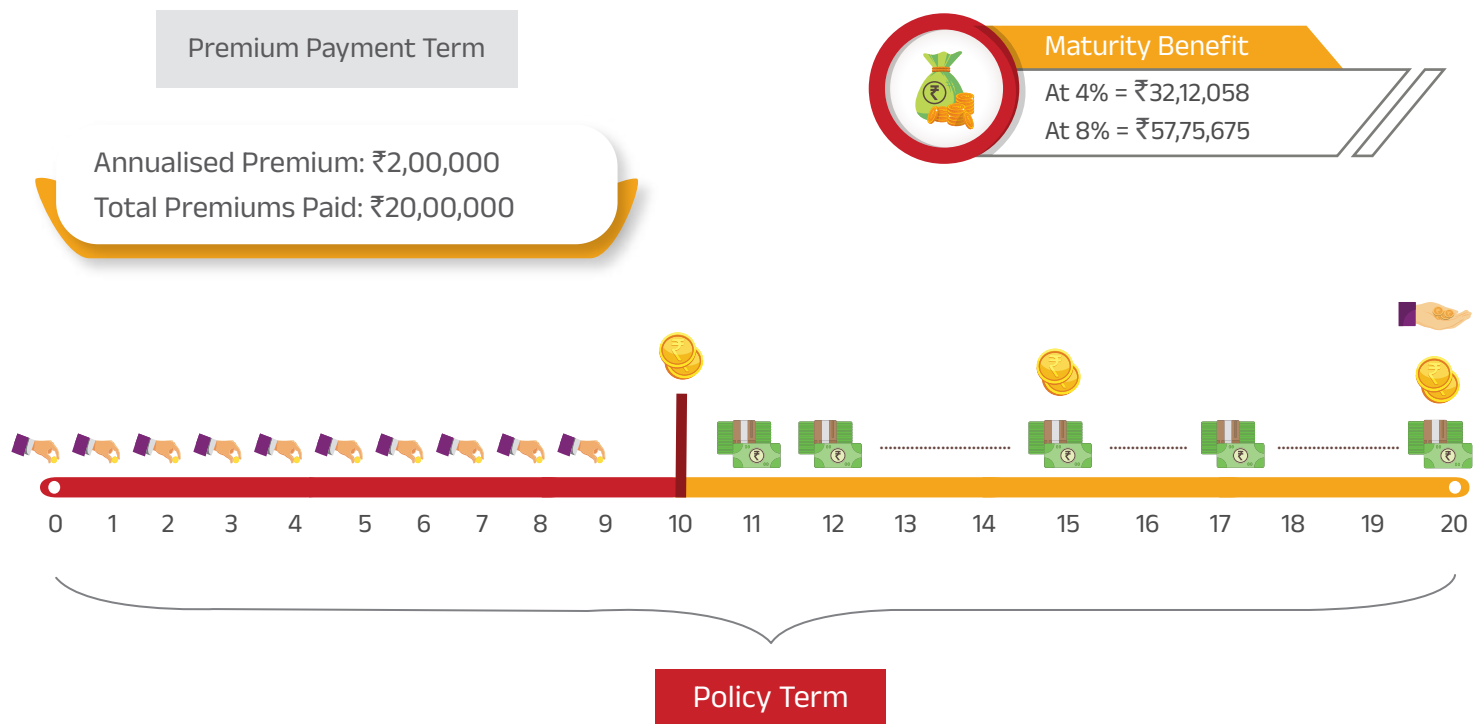 Premium Payment Term
Maturity Benefit
At 4% = ₹32,12,058
At 8% = ₹57,75,675
Annualised Premium: ₹2,00,000
Total Premiums Paid: ₹20,00,000
0 1 2 3 4 5 6 7 8 9 10 11 12 13 14 15 16 17 18 19 20
Policy Term